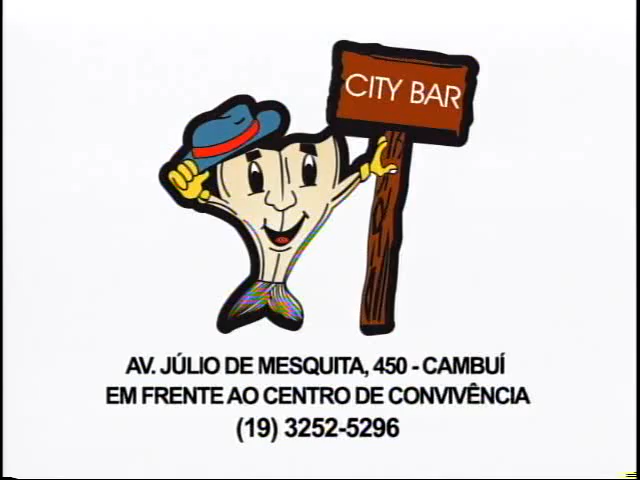 CITY BAR
AV. JÚLIO DE MESQUITA, 450 - CAMBUÍ
EM FRENTE AO CENTRO DE CONVIVÊNCIA
(19) 3252-5296